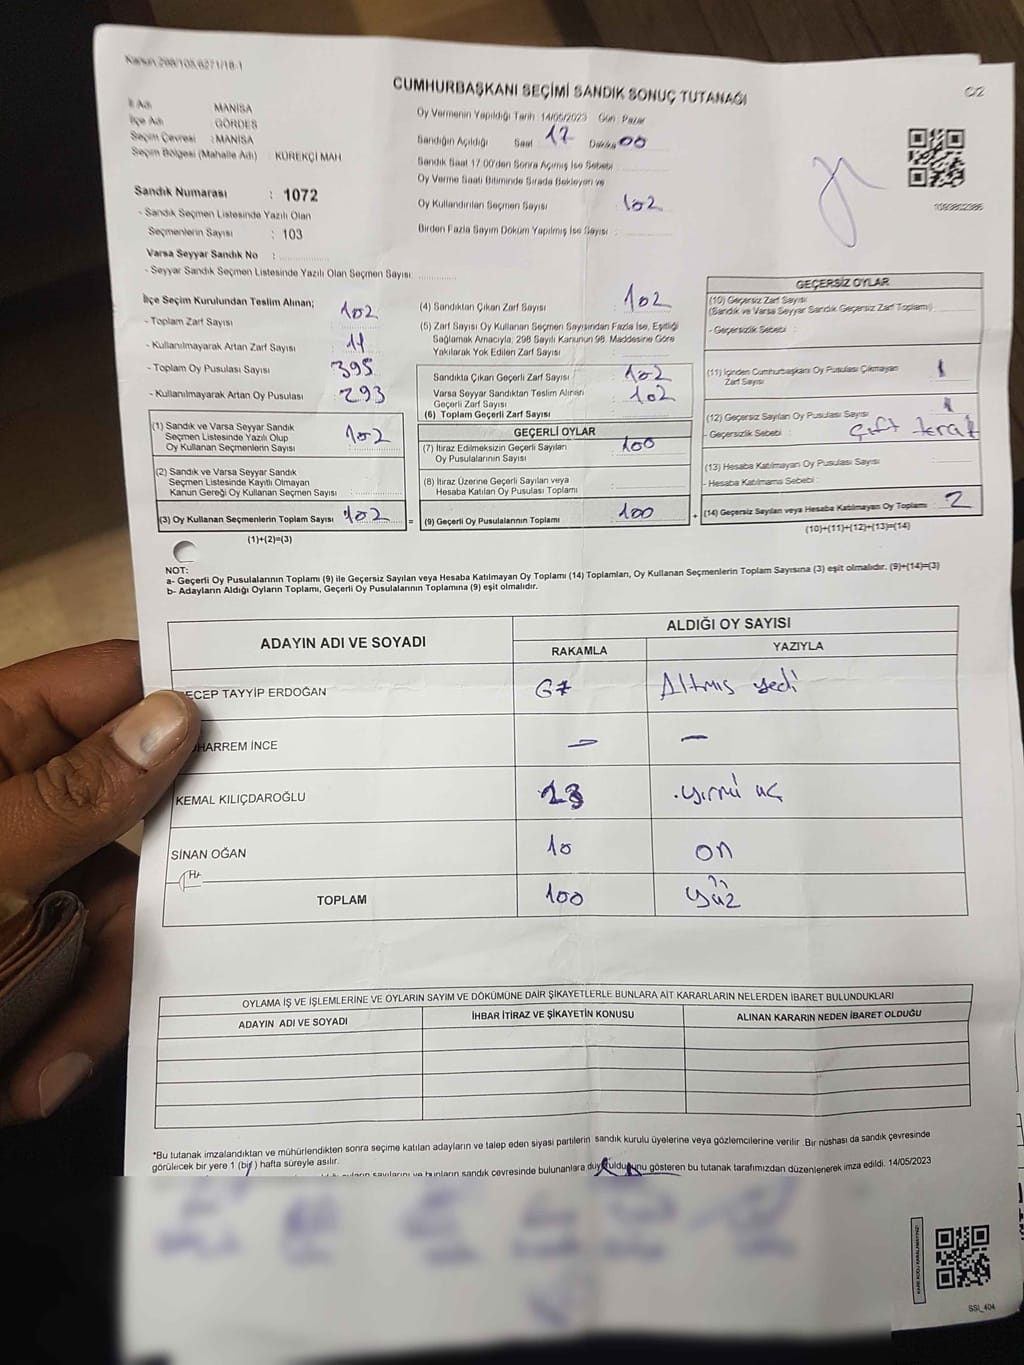 Kanun 298/105,6271/18-1
CUMHURBAŞKANI SEÇİMİ SANDIK SONUÇ TUTANAĞI
02
İl Adı MANİSA
İlçe Adı : GÖRDES
Seçim Çevresi : MANİSA
Seçim Bölgesi (Mahalle Adı) : KÜREKÇİ MAH
Sandık Numarası : 1072
- Sandık Seçmen Listesinde Yazılı Olan
Seçmenlerin Sayısı : 103
Varsa Seyyar Sandık No :
- Seyyar Sandık Seçmen Listesinde Yazılı Olan Seçmen Sayısı:
Oy Vermenin Yapıldığı Tarih :14/05/2023 Gün : Pazar
Sandığın Açıldığı : Saat 17 Dakika 00
Sandık Saat 17.00'den Sonra Açılmış İse Sebebi :
Oy Verme Saati Bitiminde Sırada Bekleyen ve
Oy Kullandırılan Seçmen Sayısı 102
Birden Fazla Sayım Döküm Yapılmış İse Sayısı :
İlçe Seçim Kurulundan Teslim Alınan;
- Toplam Zarf Sayısı 102
- Kullanılmayarak Artan Zarf Sayısı 11
- Toplam Oy Pusulası Sayısı 395
- Kullanılmayarak Artan Oy Pusulası 293
(1) Sandık ve Varsa Seyyar Sandık
Seçmen Listesinde Yazılı Olup
Oy Kullanan Seçmenlerin Sayısı 102
(2) Sandık ve Varsa Seyyar Sandık
Seçmen Listesinde Kayıtlı Olmayan
Kanun Gereği Oy Kullanan Seçmen Sayısı
(3) Oy Kullanan Seçmenlerin Toplam Sayısı 102 =
(1)+(2)=(3)
(4) Sandıktan Çıkan Zarf Sayısı 102
(5) Zarf Sayısı Oy Kullanan Seçmen Sayısından Fazla İse, Eşitliği
Sağlamak Amacıyla, 298 Sayılı Kanunun 98. Maddesine Göre
Yakılarak Yok Edilen Zarf Sayısı
Sandıkta Çıkan Geçerli Zarf Sayısı : 102
Varsa Seyyar Sandıktan Teslim Alınan 102
Geçerli Zarf Sayısı
(6) Toplam Geçerli Zarf Sayısı
GEÇERLİ OYLAR
(7) İtiraz Edilmeksizin Geçerli Sayılan 100
Oy Pusulalarının Sayısı
(8) İtiraz Üzerine Geçerli Sayılan veya
Hesaba Katılan Oy Pusulası Toplamı
(9) Geçerli Oy Pusulalarının Toplamı 100 +
GEÇERSİZ OYLAR
(10) Geçersiz Zarf Sayısı
(Sandık ve Varsa Seyyar Sandık Geçersiz Zarf Toplamı)
- Geçersizlik Sebebi :
(11) İçinden Cumhurbaşkanı Oy Pusulası Çıkmayan 1
Zarf Sayısı
(12) Geçersiz Sayılan Oy Pusulası Sayısı 1
- Geçersizlik Sebebi : Çift
(13) Hesaba Katılmayan Oy Pusulası Sayısı
- Hesaba Katılmama Sebebi :
(14) Geçersiz Sayılan veya Hesaba Katılmayan Oy Toplamı 2
(10)+(11)+(12)+(13)=(14)
NOT:
a- Geçerli Oy Pusulalarının Toplamı (9) ile Geçersiz Sayılan veya Hesaba Katılmayan Oy Toplamı (14) Toplamları, Oy Kullanan Seçmenlerin Toplam Sayısına (3) eşit olmalıdır. (9)+(14)=(3)
b- Adayların Aldığı Oyların Toplamı, Geçerli Oy Pusulalarının Toplamına (9) eşit olmalıdır.
ADAYIN ADI VE SOYADI ALDIĞI OY SAYISI
RAKAMLA YAZIYLA
ECEP TAYYİP ERDOĞAN 67 Altmış yedi
HARREM İNCE — —
KEMAL KILIÇDAROĞLU 23 yirmi üç
SİNAN OĞAN 10 on
TOPLAM 100 yüz
OYLAMA İŞ VE İŞLEMLERİNE VE OYLARIN SAYIM VE DÖKÜMÜNE DAİR ŞİKAYETLERLE BUNLARA AİT KARARLARIN NELERDEN İBARET BULUNDUKLARI
ADAYIN ADI VE SOYADI İHBAR İTİRAZ VE ŞİKAYETİN KONUSU ALINAN KARARIN NEDEN İBARET OLDUĞU
*Bu tutanak imzalandıktan ve mühürlendikten sonra seçime katılan adayların ve talep eden siyasi partilerin sandık kurulu üyelerine veya gözlemcilerine verilir .Bir nüshası da sandık çevresinde
görülecek bir yere 1 (bir) hafta süreyle asılır.
bunların sandık çevresinde bulunanlara duyurulduğunu gösteren bu tutanak tarafımızdan düzenlenerek imza edildi. 14/05/2023
SSI_404